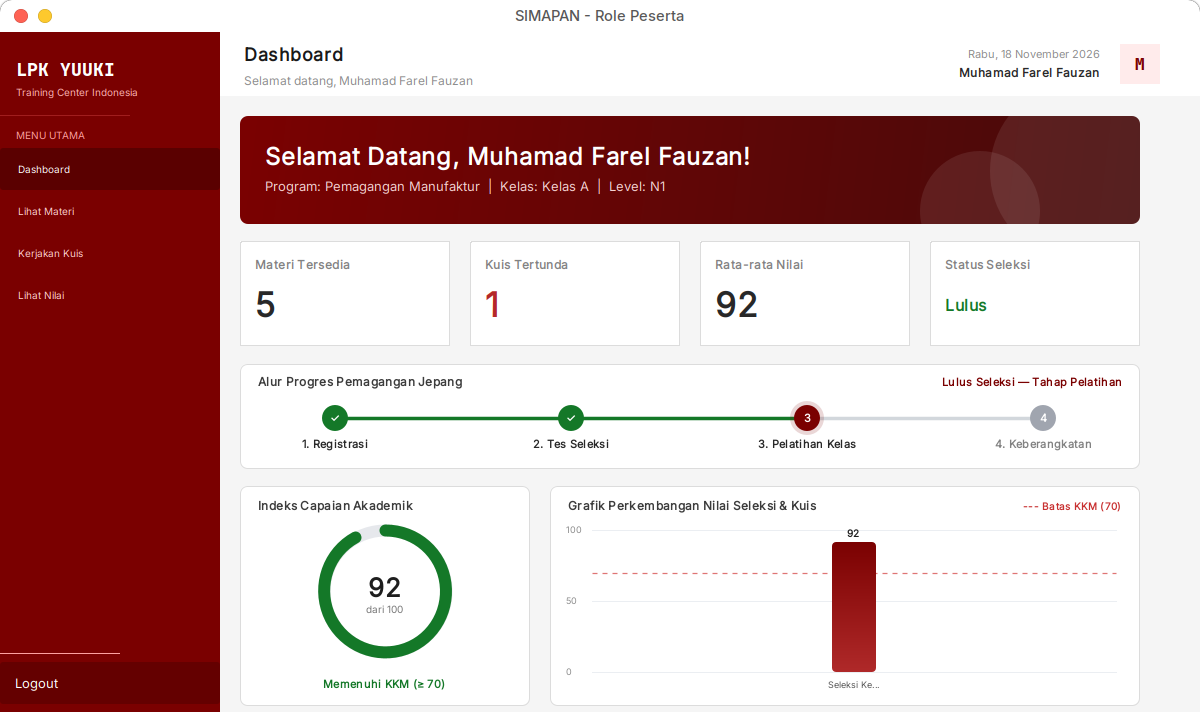 SIMAPAN - Role Peserta
LPK YUUKI
Training Center Indonesia
MENU UTAMA
Dashboard
Lihat Materi
Kerjakan Kuis
Lihat Nilai
Logout
Dashboard
Selamat datang, Muhamad Farel Fauzan
Rabu, 18 November 2026
Muhamad Farel Fauzan
M
Selamat Datang, Muhamad Farel Fauzan!
Program: Pemagangan Manufaktur | Kelas: Kelas A | Level: N1
Materi Tersedia
5
Kuis Tertunda
1
Rata-rata Nilai
92
Status Seleksi
Lulus
Alur Progres Pemagangan Jepang
Lulus Seleksi — Tahap Pelatihan
✓
✓
3
4
1. Registrasi
2. Tes Seleksi
3. Pelatihan Kelas
4. Keberangkatan
Indeks Capaian Akademik
92
dari 100
Memenuhi KKM (≥ 70)
Grafik Perkembangan Nilai Seleksi & Kuis
--- Batas KKM (70)
100
92
50
0
Seleksi Ke...